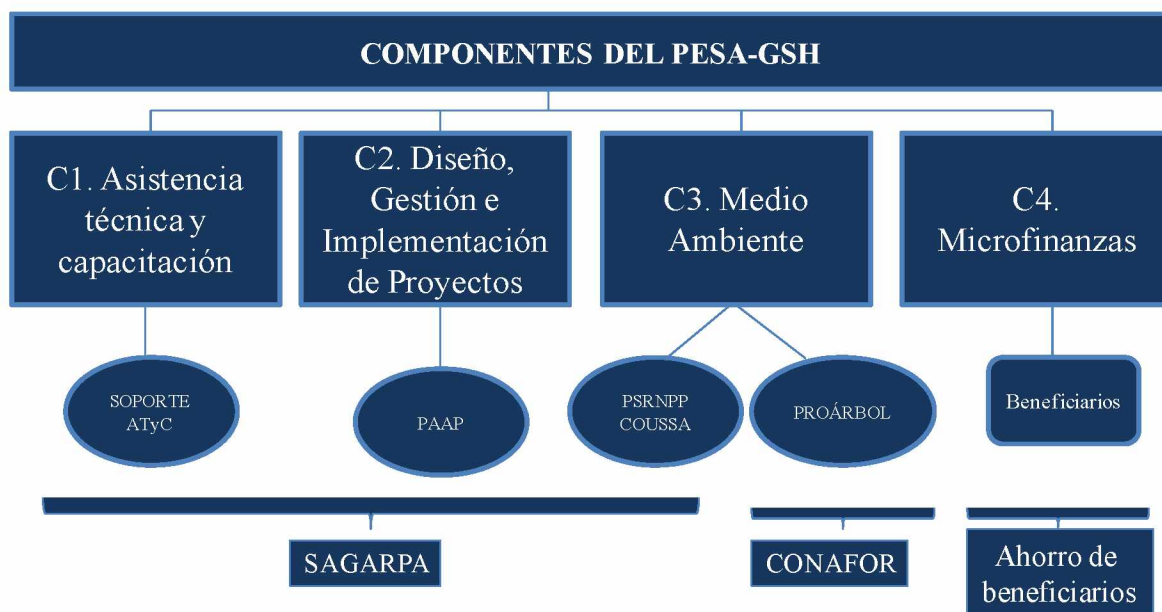 COMPONENTES DEL PESA-GSH
C1. Asistencia
técnica y
capacitación
C2. Diseño,
Gestión e
Implementación
de Proyectos
C3. Medio
Ambiente
C4.
Microfinanzas
SOPORTE
ATyC
PAAP
PSRNPP
COUSSA
PROÁRBOL
Beneficiarios
SAGARPA
CONAFOR
Ahorro de
beneficiarios